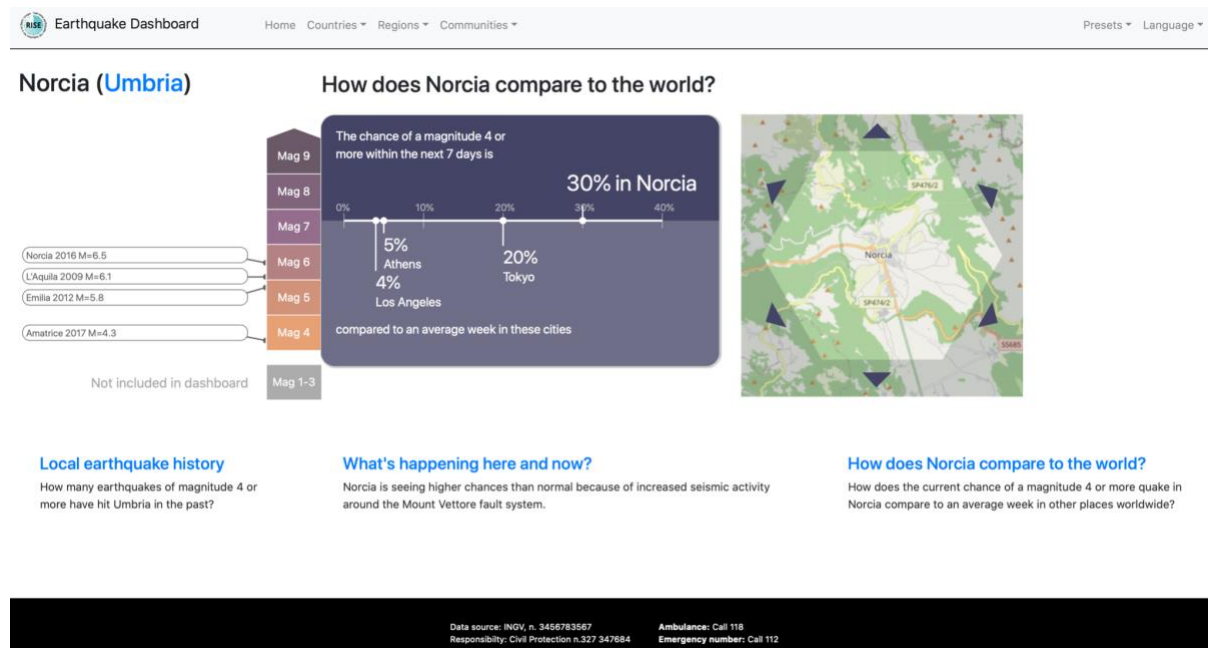 RISE
Earthquake Dashboard
Home Countries Regions Communities
Presets Language
Norcia (Umbria)
How does Norcia compare to the world?
Mag 9
Mag 8
Mag 7
Mag 6
Mag 5
Mag 4
Mag 1-3
Norcia 2016 M=6.5
L'Aquila 2009 M=6.1
Emilia 2012 M=5.8
Amatrice 2017 M=4.3
Not included in dashboard
The chance of a magnitude 4 or
more within the next 7 days is
30% in Norcia
0% 10% 20% 30% 40%
5%
Athens
4%
Los Angeles
20%
Tokyo
compared to an average week in these cities
SP476/2
Norcia
SP474/2
SS685
Local earthquake history
How many earthquakes of magnitude 4 or
more have hit Umbria in the past?
What's happening here and now?
Norcia is seeing higher chances than normal because of increased seismic activity
around the Mount Vettore fault system.
How does Norcia compare to the world?
How does the current chance of a magnitude 4 or more quake in
Norcia compare to an average week in other places worldwide?
Data source: INGV, n. 3456783567
Responsibilty: Civil Protection n.327 347684
Ambulance: Call 118
Emergency number: Call 112